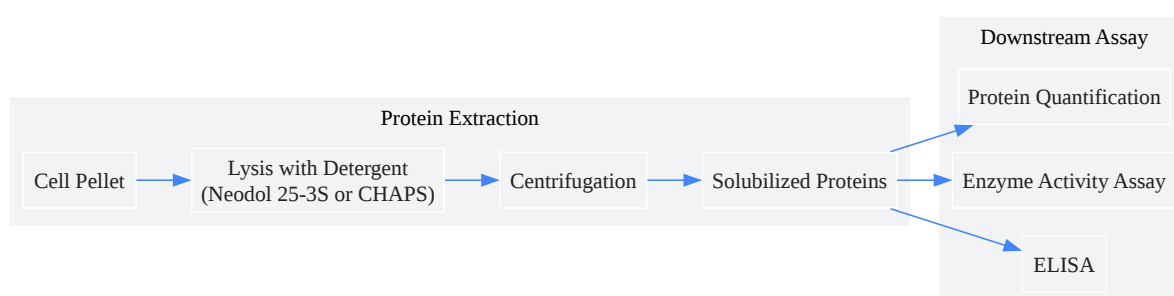 Protein Extraction
Cell Pellet
Lysis with Detergent
(Neodol 25-3S or CHAPS)
Centrifugation
Solubilized Proteins
Downstream Assay
Protein Quantification
Enzyme Activity Assay
ELISA